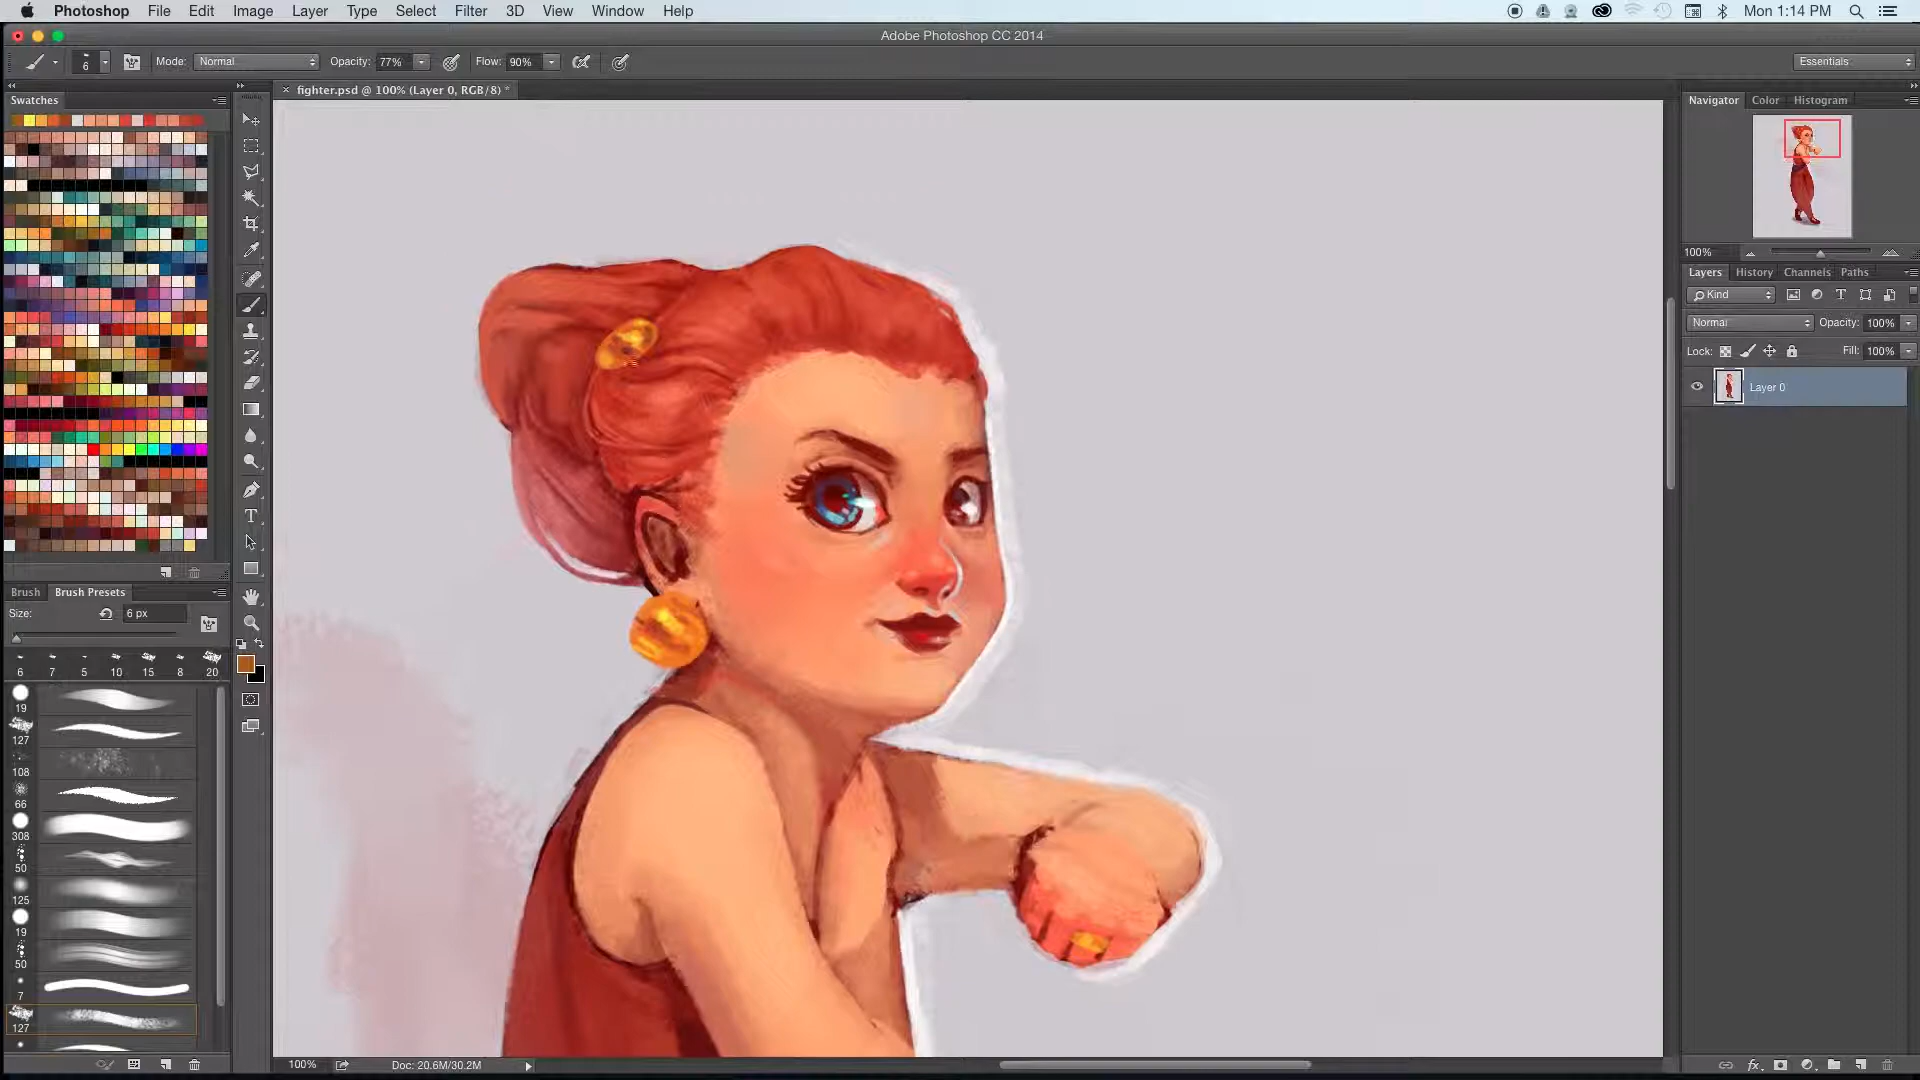 Photoshop File Edit Image Layer Type Select Filter 3D View Window Help Mon 1:14 PM
Adobe Photoshop CC 2014
6 Mode: Normal Opacity: 77% Flow: 90% Essentials
Swatches
× fighter.psd @ 100% (Layer 0, RGB/8) *
Navigator Color Histogram
100%
Layers History Channels Paths
Kind
Normal Opacity: 100%
Lock: Fill: 100%
Layer 0
Brush Brush Presets
Size: 6 px
6 7 5 10 15 8 20
19
127
108
66
308
50
125
19
50
7
127
100% Doc: 20.6M/30.2M